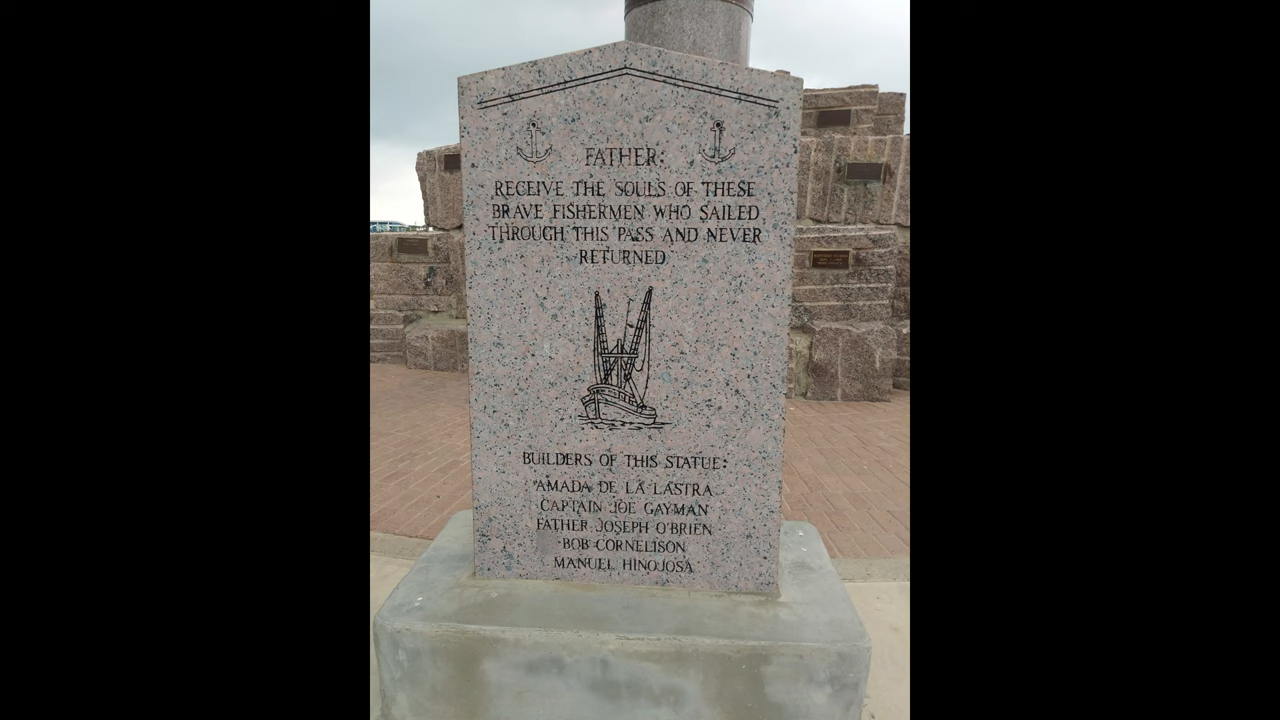 FATHER:
RECEIVE THE SOULS OF THESE
BRAVE FISHERMEN WHO SAILED
THROUGH THIS PASS AND NEVER
RETURNED
BUILDERS OF THIS STATUE:
AMADA DE LA LASTRA
CAPTAIN JOE GAYMAN
FATHER JOSEPH O'BRIEN
BOB CORNELISON
MANUEL HINOJOSA